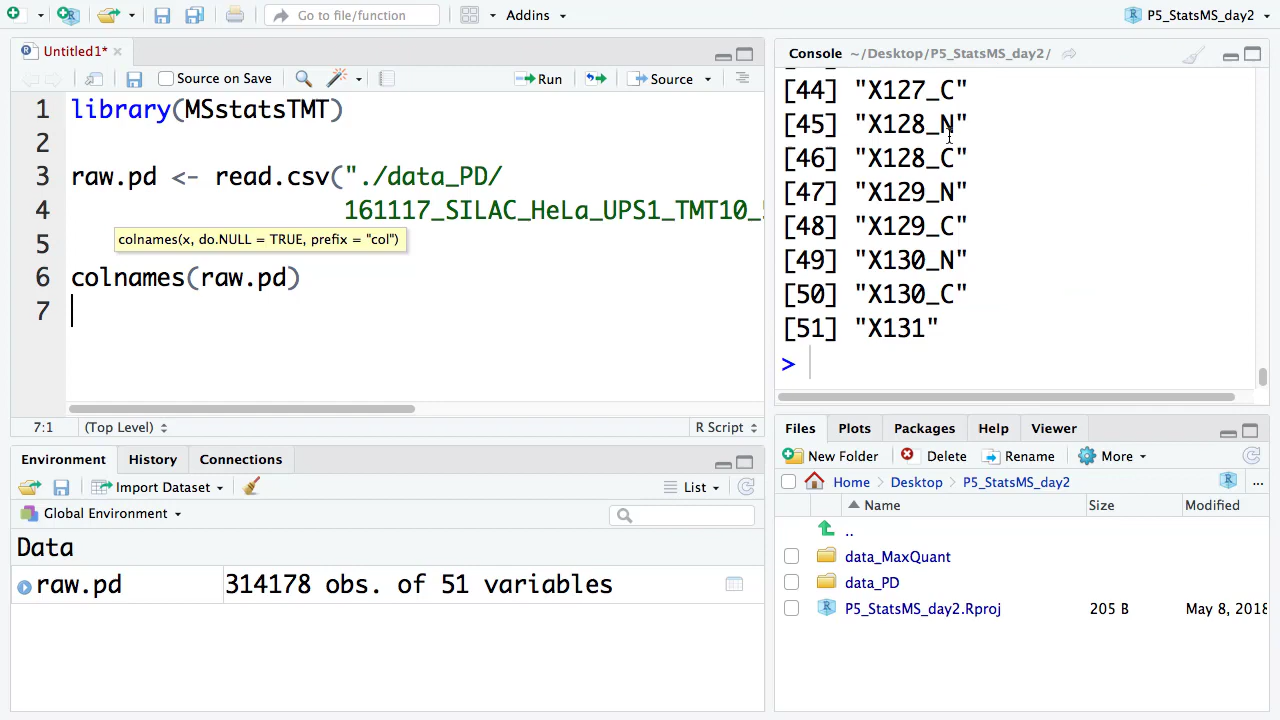 Go to file/function
Addins
P5_StatsMS_day2
Untitled1*
Source on Save
Run
Source
1 library(MSstatsTMT)
2
3 raw.pd <- read.csv("./data_PD/
4 161117_SILAC_HeLa_UPS1_TMT10_
5
colnames(x, do.NULL = TRUE, prefix = "col")
6 colnames(raw.pd)
7
7:1 (Top Level) R Script
Console ~/Desktop/P5_StatsMS_day2/
[44] "X127_C"
[45] "X128_N"
[46] "X128_C"
[47] "X129_N"
[48] "X129_C"
[49] "X130_N"
[50] "X130_C"
[51] "X131"
>
Environment History Connections
Import Dataset List
Global Environment
Data
raw.pd 314178 obs. of 51 variables
Files Plots Packages Help Viewer
New Folder Delete Rename More
Home Desktop P5_StatsMS_day2 ...
Name Size Modified
..
data_MaxQuant
data_PD
P5_StatsMS_day2.Rproj 205 B May 8, 2018